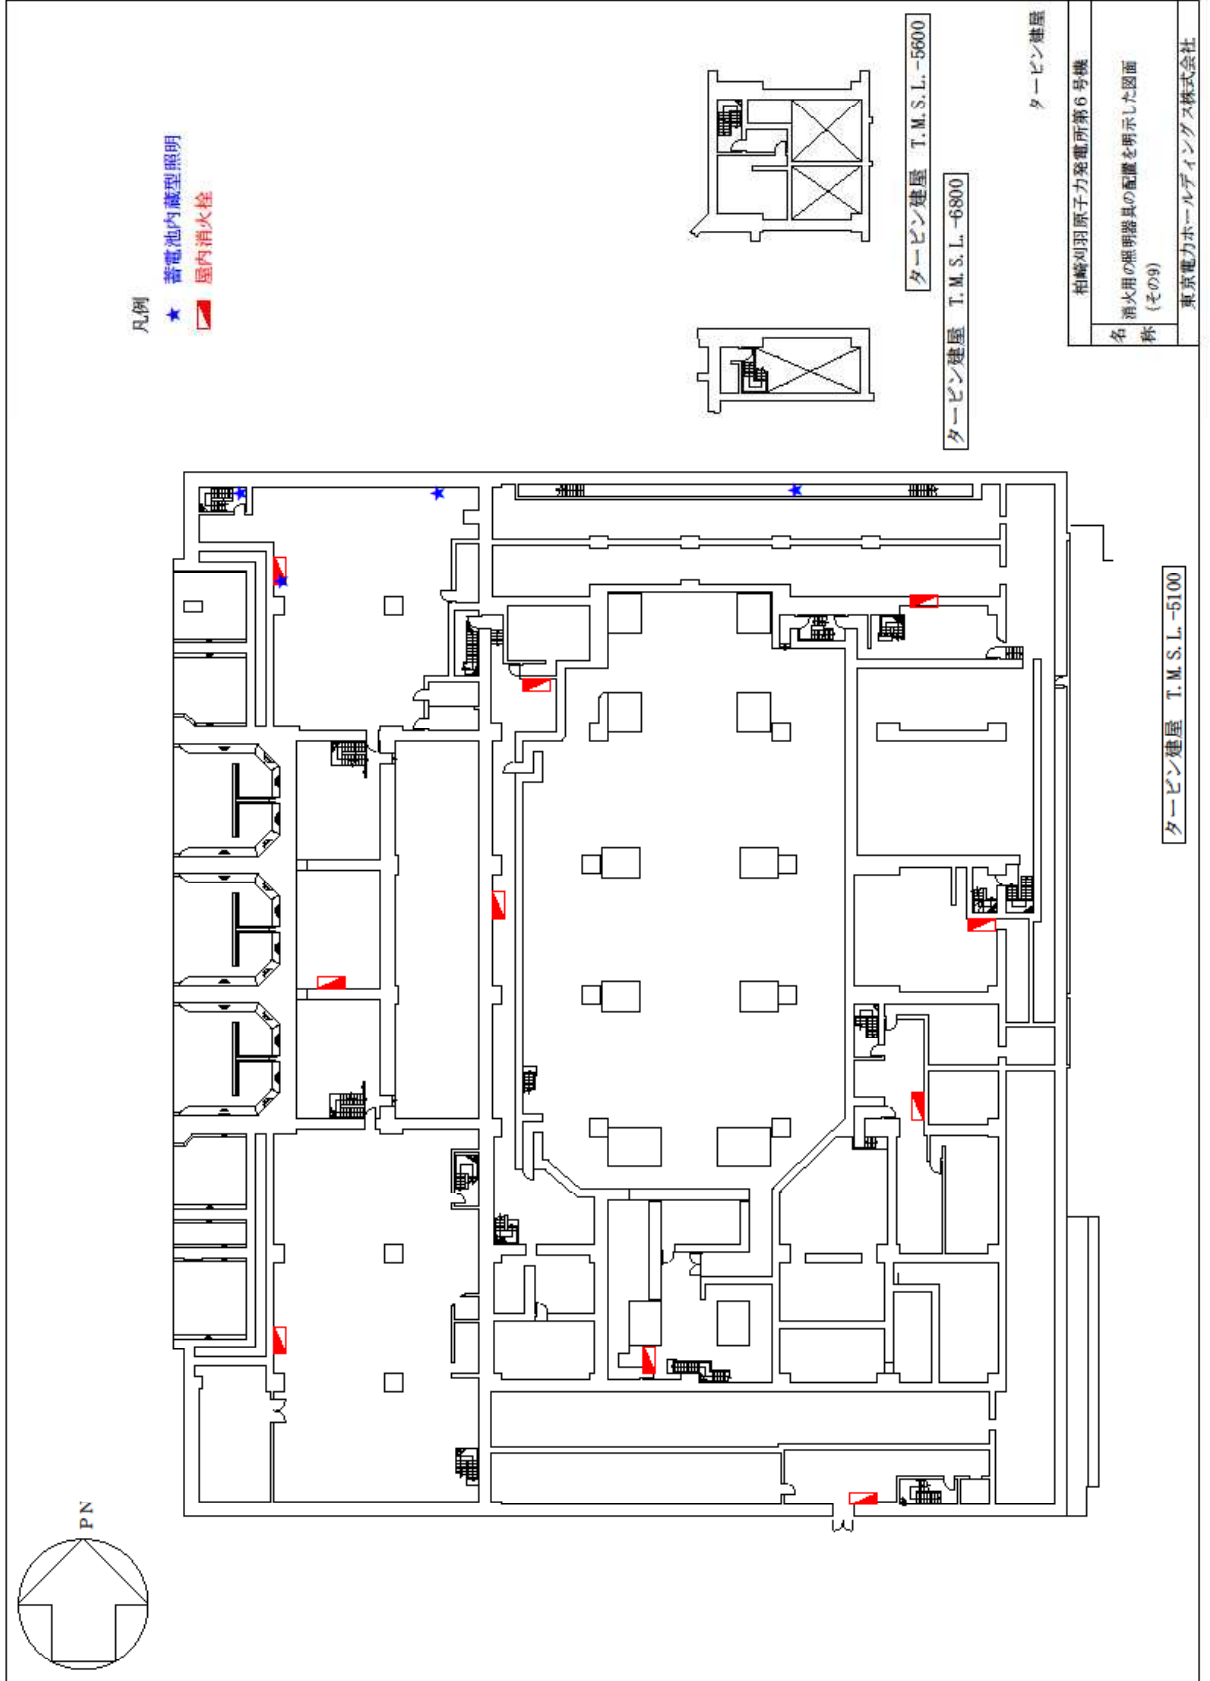 凡例
蓄電池内蔵型照明
屋内消火栓
PN
タービン建屋 T.M.S.L.-5100
タービン建屋 T.M.S.L.-6800
タービン建屋 T.M.S.L.-5600
タービン建屋
柏崎刈羽原子力発電所第6号機
名称
消火用の照明器具の配置を明示した図面
(その9)
東京電力ホールディングス株式会社